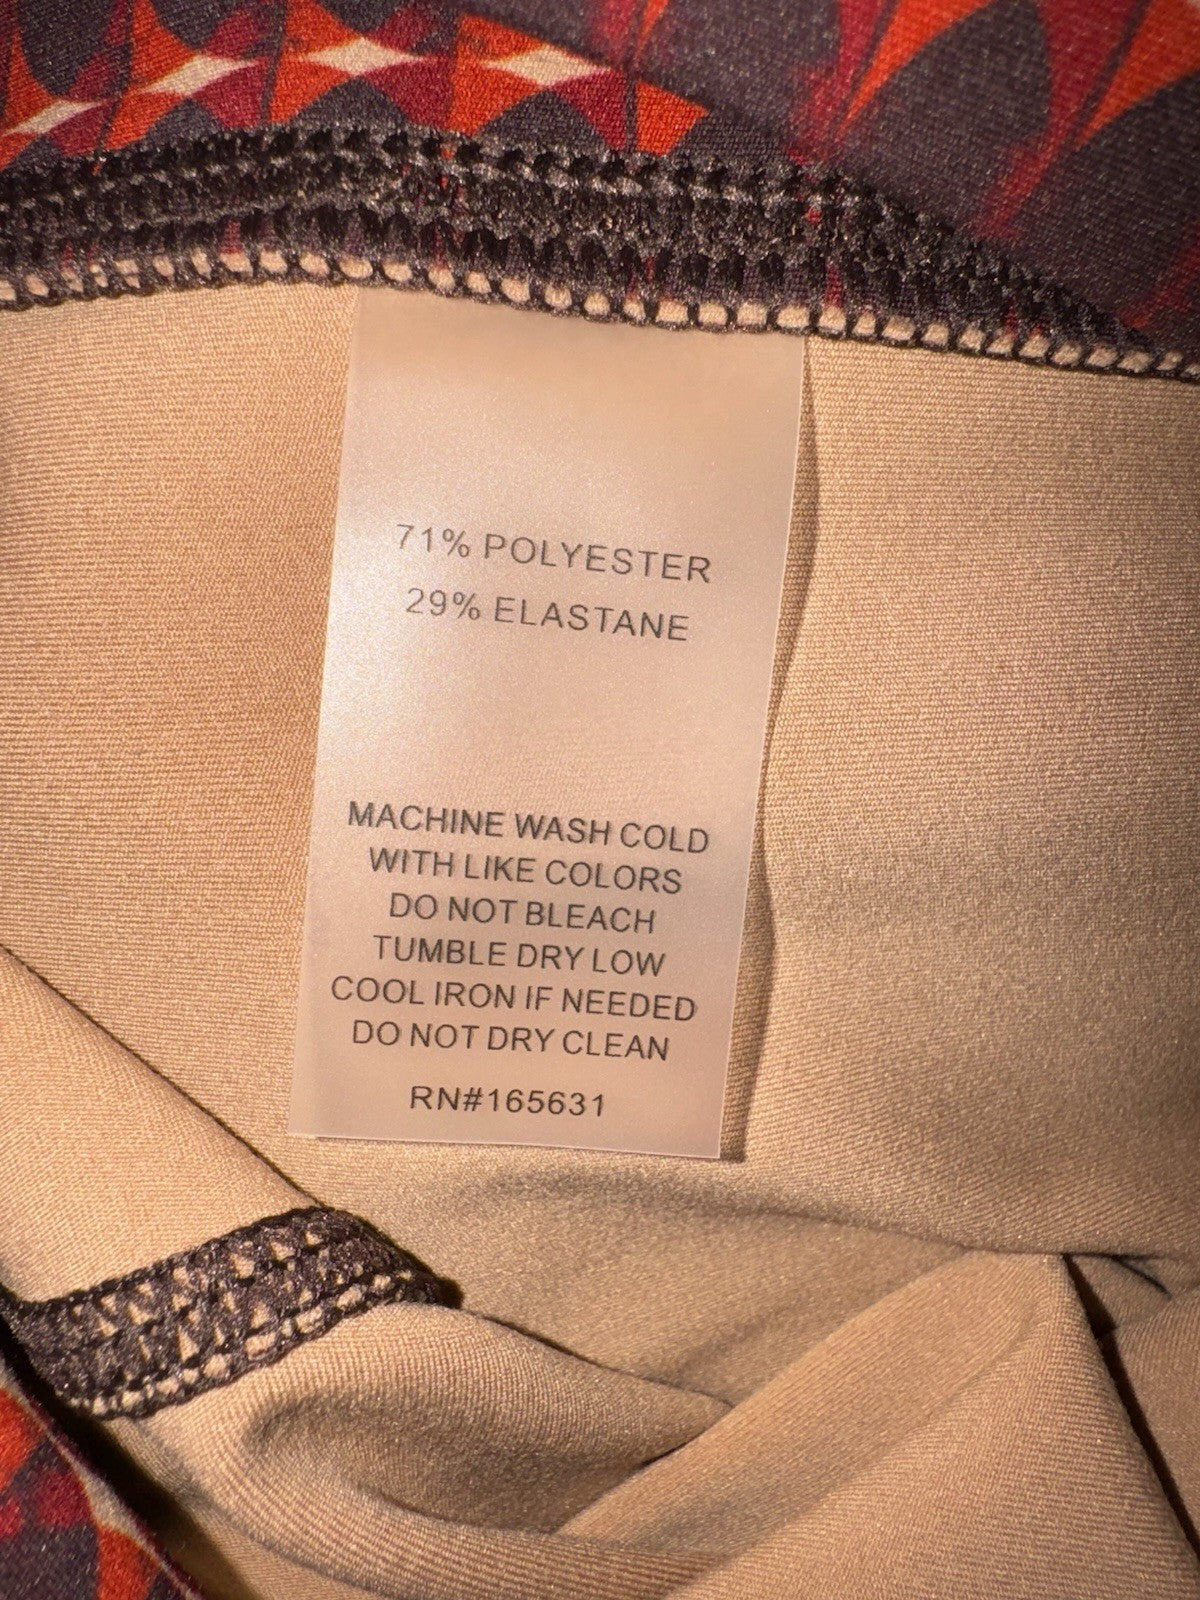 71% POLYESTER
29% ELASTANE
MACHINE WASH COLD
WITH LIKE COLORS
DO NOT BLEACH
TUMBLE DRY LOW
COOL IRON IF NEEDED
DO NOT DRY CLEAN
RN#165631